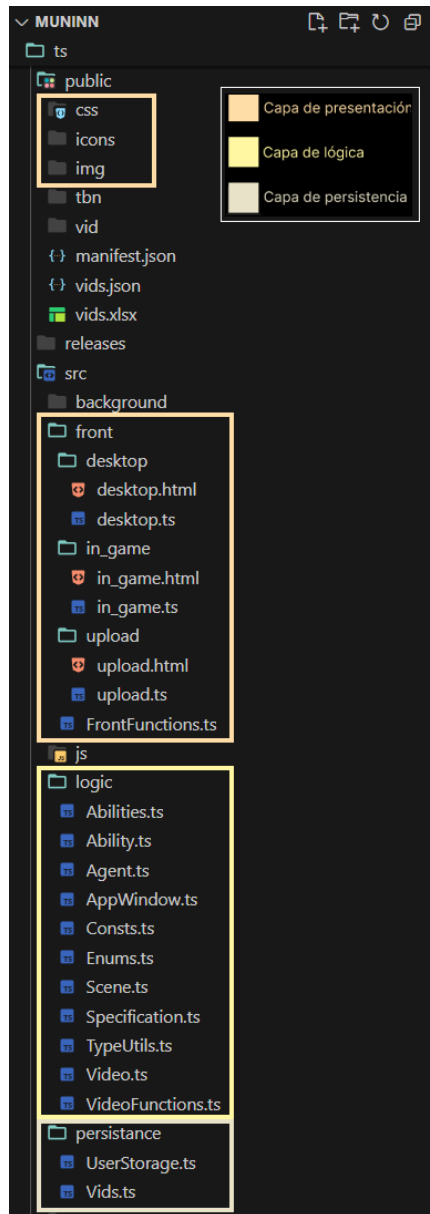 MUNINN
ts
public
css
icons
img
tbn
vid
manifest.json
vids.json
vids.xlsx
releases
src
background
front
desktop
desktop.html
desktop.ts
in_game
in_game.html
in_game.ts
upload
upload.html
upload.ts
FrontFunctions.ts
js
logic
Abilities.ts
Ability.ts
Agent.ts
AppWindow.ts
Consts.ts
Enums.ts
Scene.ts
Specification.ts
TypeUtils.ts
Video.ts
VideoFunctions.ts
persistance
UserStorage.ts
Vids.ts
Capa de presentación
Capa de lógica
Capa de persistencia